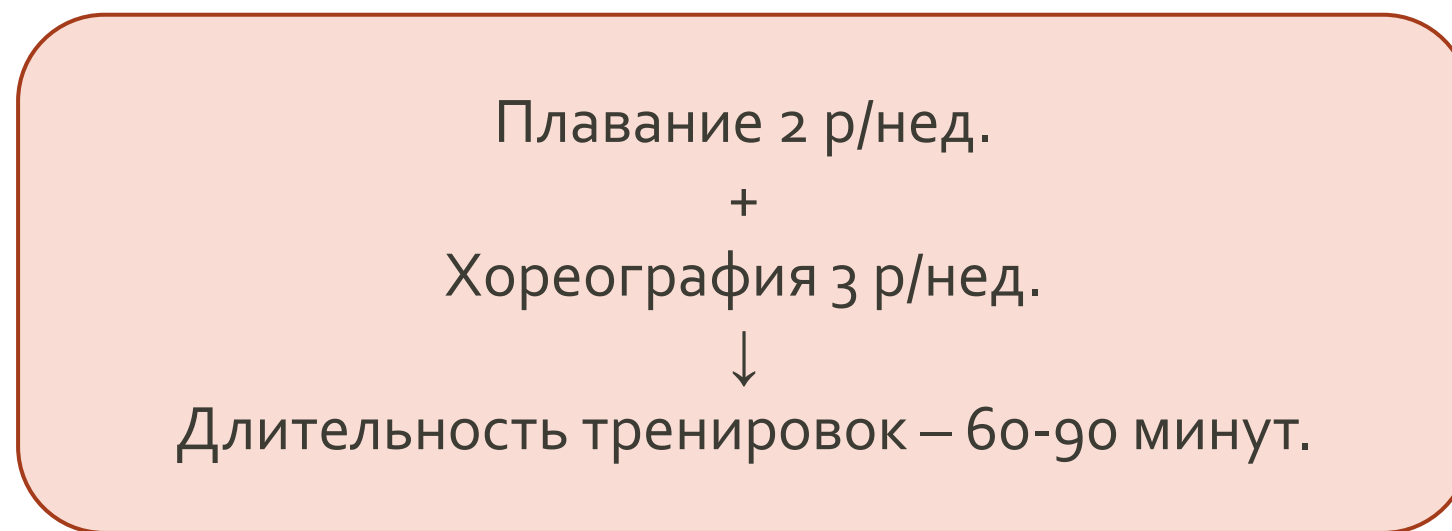 Плавание 2 р/нед.
+
Хореография 3 р/нед.
↓
Длительность тренировок – 60-90 минут.